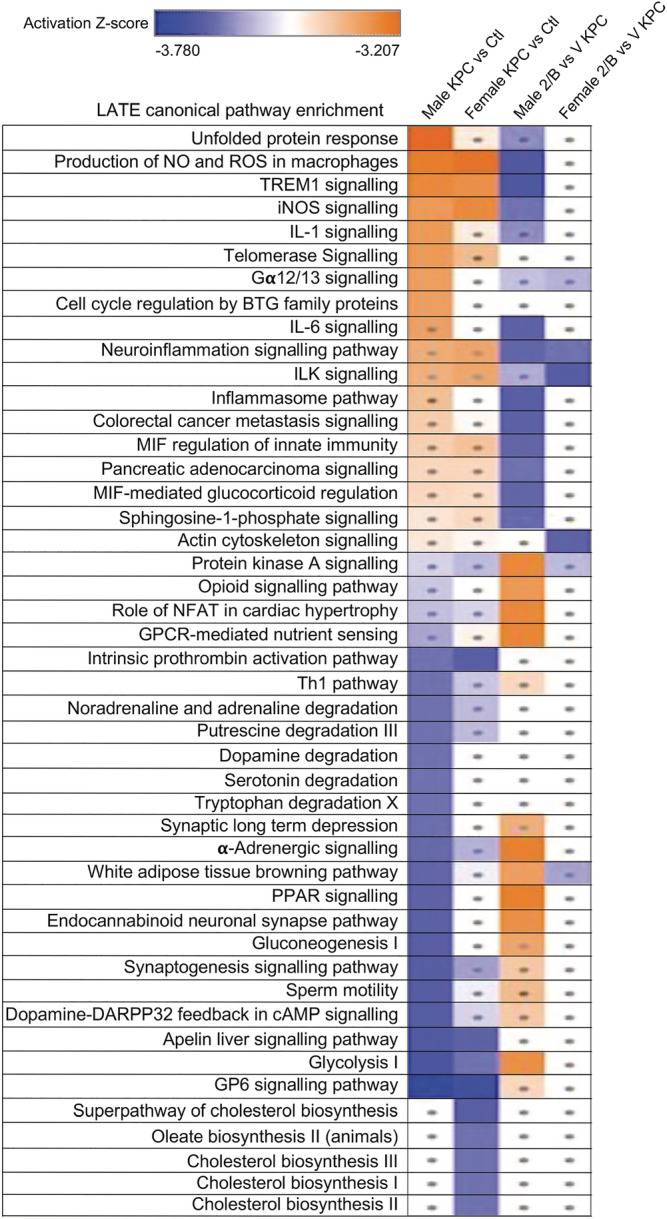 Activation Z-score
-3.780
-3.207
Male KPC vs Ctl
Female KPC vs Ctl
Male 2/B vs V KPC
Female 2/B vs V KPC
LATE canonical pathway enrichment
Unfolded protein response
Production of NO and ROS in macrophages
TREM1 signalling
iNOS signalling
IL-1 signalling
Telomerase Signalling
Gα12/13 signalling
Cell cycle regulation by BTG family proteins
IL-6 signalling
Neuroinflammation signalling pathway
ILK signalling
Inflammasome pathway
Colorectal cancer metastasis signalling
MIF regulation of innate immunity
Pancreatic adenocarcinoma signalling
MIF-mediated glucocorticoid regulation
Sphingosine-1-phosphate signalling
Actin cytoskeleton signalling
Protein kinase A signalling
Opioid signalling pathway
Role of NFAT in cardiac hypertrophy
GPCR-mediated nutrient sensing
Intrinsic prothrombin activation pathway
Th1 pathway
Noradrenaline and adrenaline degradation
Putrescine degradation III
Dopamine degradation
Serotonin degradation
Tryptophan degradation X
Synaptic long term depression
α-Adrenergic signalling
White adipose tissue browning pathway
PPAR signalling
Endocannabinoid neuronal synapse pathway
Gluconeogenesis I
Synaptogenesis signalling pathway
Sperm motility
Dopamine-DARPP32 feedback in cAMP signalling
Apelin liver signalling pathway
Glycolysis I
GP6 signalling pathway
Superpathway of cholesterol biosynthesis
Oleate biosynthesis II (animals)
Cholesterol biosynthesis III
Cholesterol biosynthesis I
Cholesterol biosynthesis II